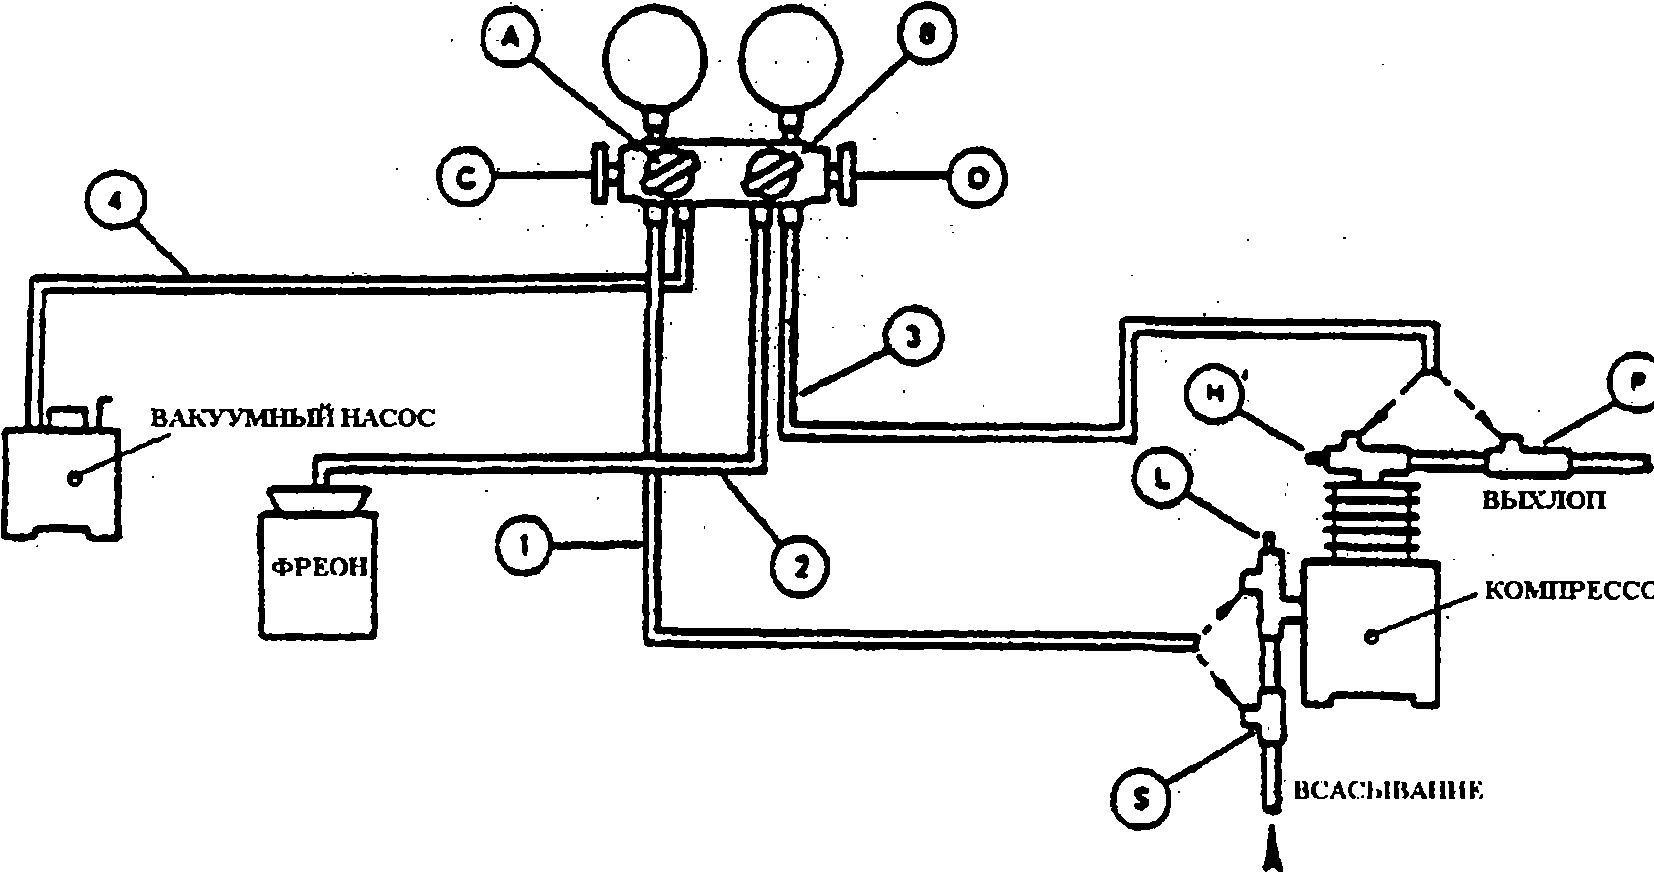 A
B
C
D
4
3
H
P
ВАКУУМНЫЙ НАСОС
L
ВЫХЛОП
1
2
ФРЕОН
КОМПРЕССО
S
ВСАСЫВАНИЕ